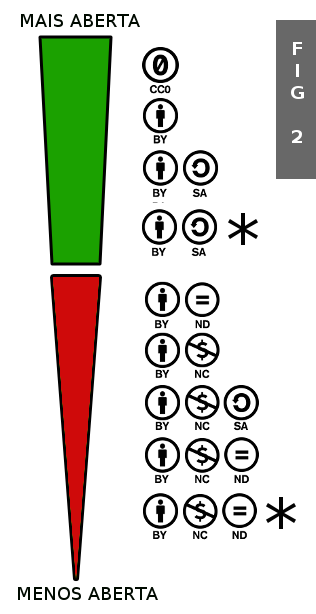 MAIS ABERTA
F
I
G
2
0
CC0
BY
BY SA
BY SA *
= 
BY ND
$
BY NC
$
BY NC SA
$ =
BY NC ND
$ =
BY NC ND *
MENOS ABERTA